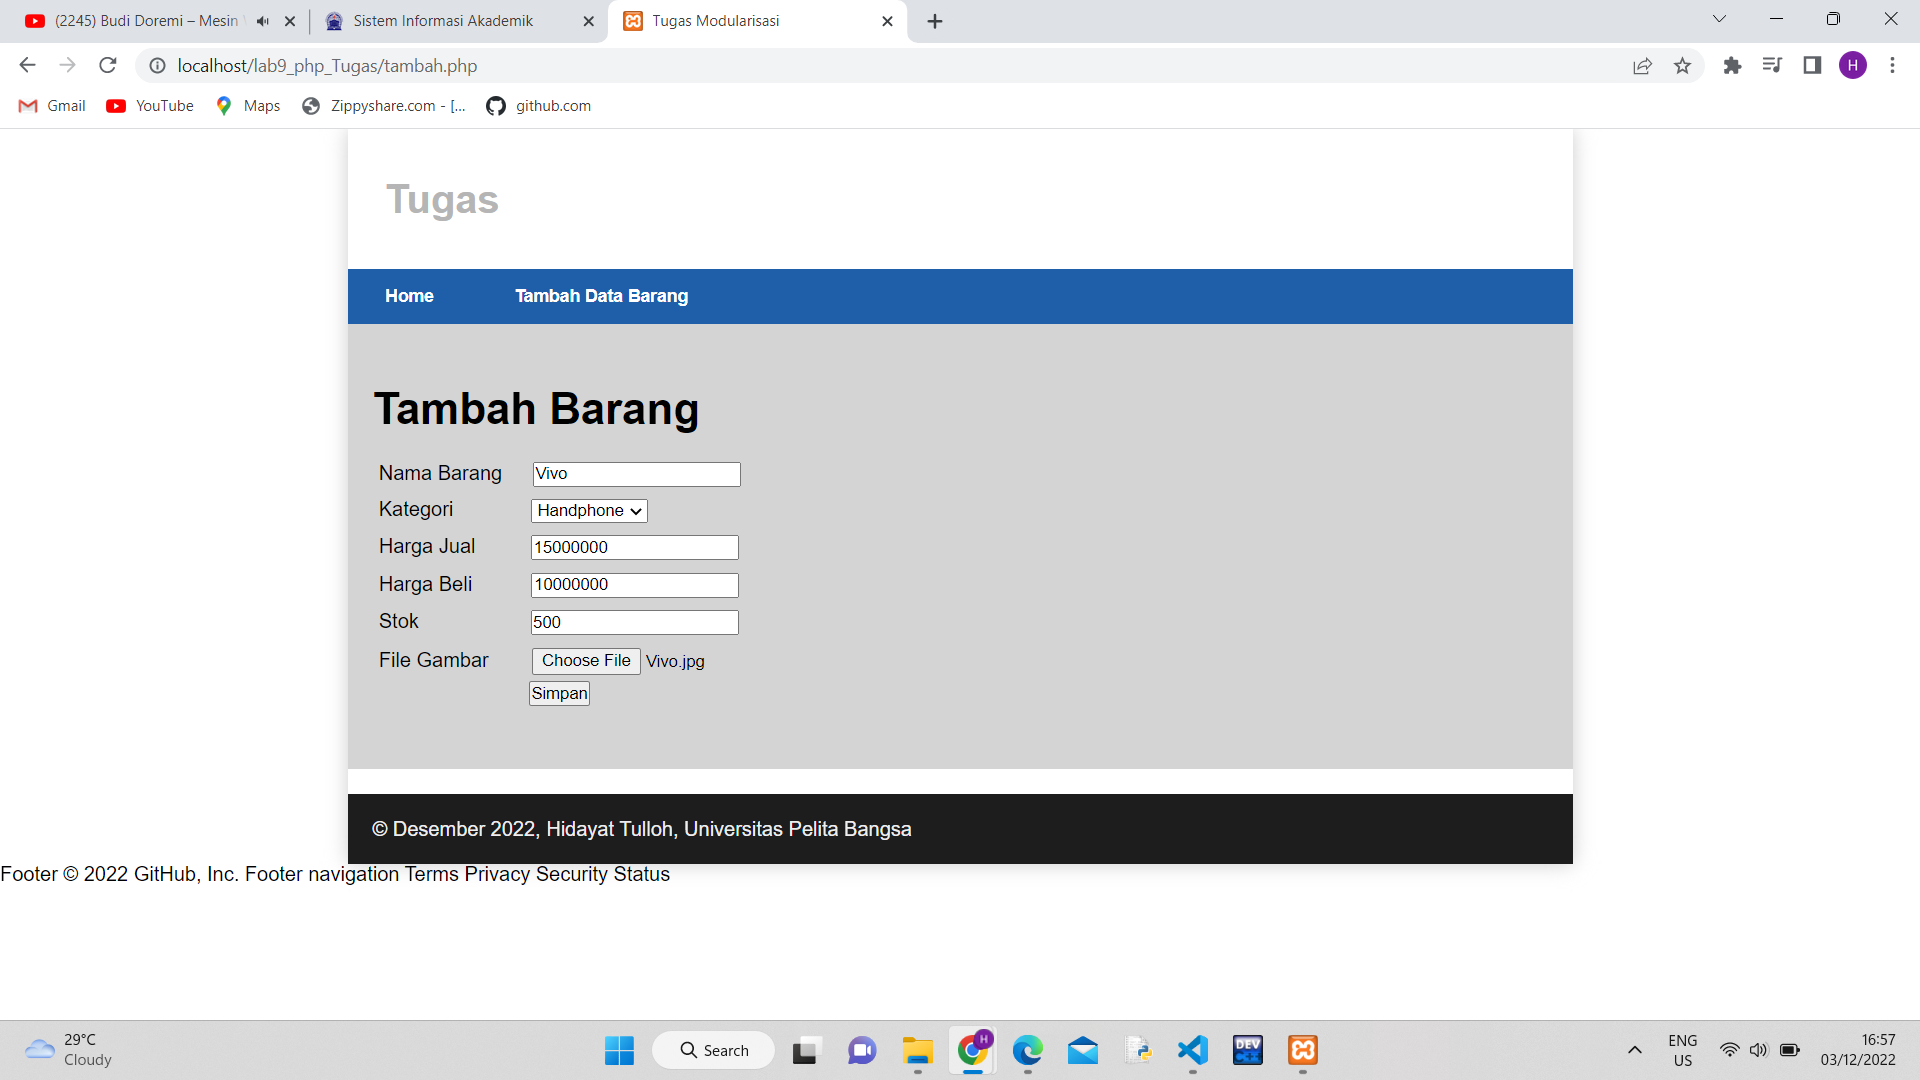 (2245) Budi Doremi – Mesin
Sistem Informasi Akademik
Tugas Modularisasi
localhost/lab9_php_Tugas/tambah.php
H
Gmail
YouTube
Maps
Zippyshare.com - [...
github.com
Tugas
Home
Tambah Data Barang
Tambah Barang
Nama Barang
Vivo
Kategori
Handphone
Harga Jual
15000000
Harga Beli
10000000
Stok
500
File Gambar
Choose File
Vivo.jpg
Simpan
© Desember 2022, Hidayat Tulloh, Universitas Pelita Bangsa
Footer © 2022 GitHub, Inc. Footer navigation Terms Privacy Security Status
29°C
Cloudy
Search
H
DEV
C++
ENG
US
16:57
03/12/2022